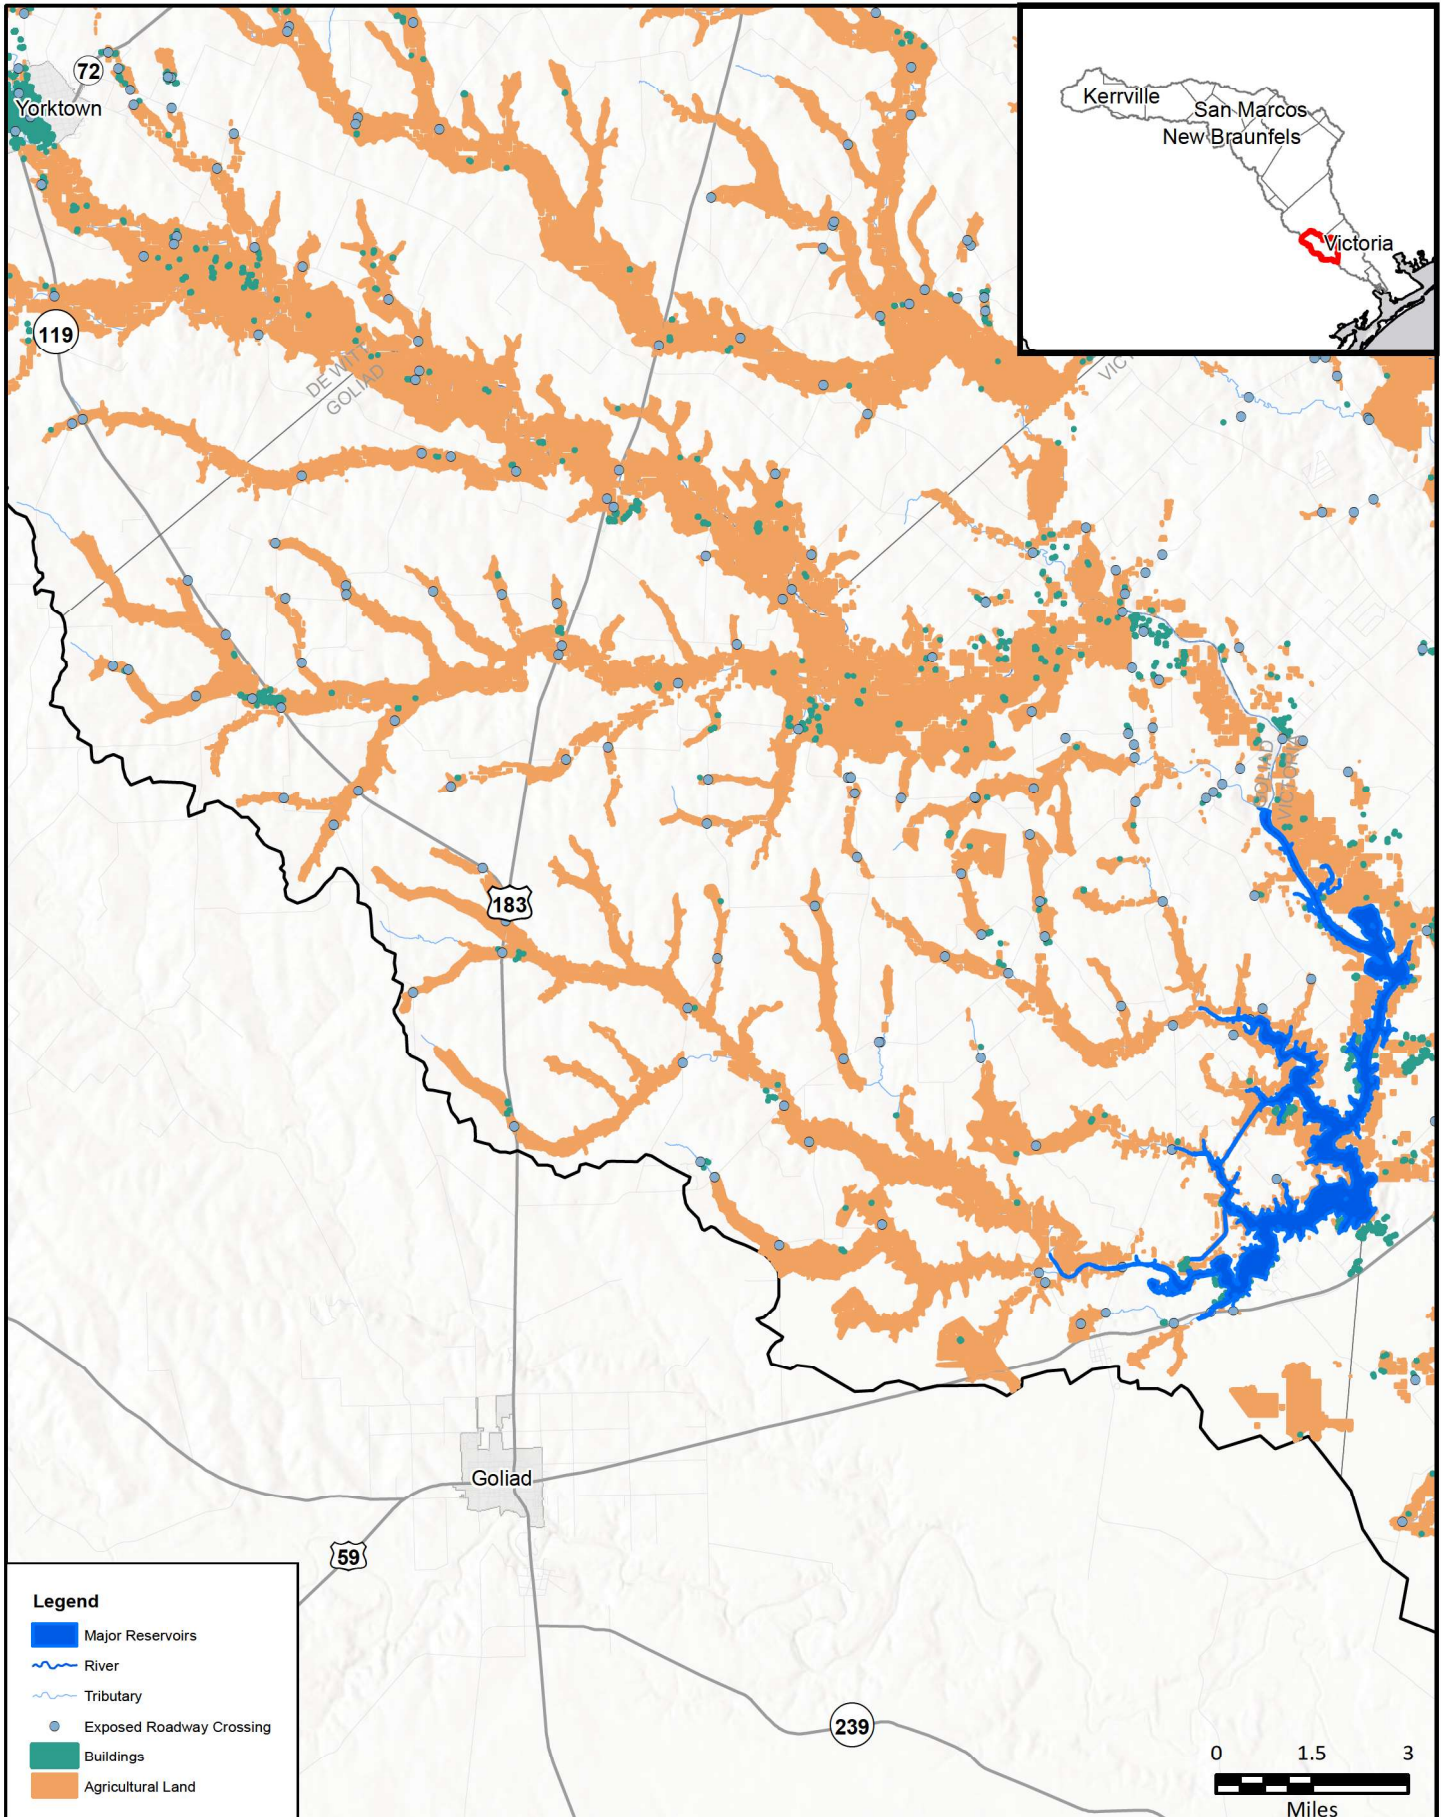 72
Yorktown
Kerrville
San Marcos
New Braunfels
Victoria
119
DE WITT
GOLIAD
VICT
GOLIAD
VICTORIA
183
Goliad
59
239
Legend
Major Reservoirs
River
Tributary
Exposed Roadway Crossing
Buildings
Agricultural Land
0 1.5 3
Miles